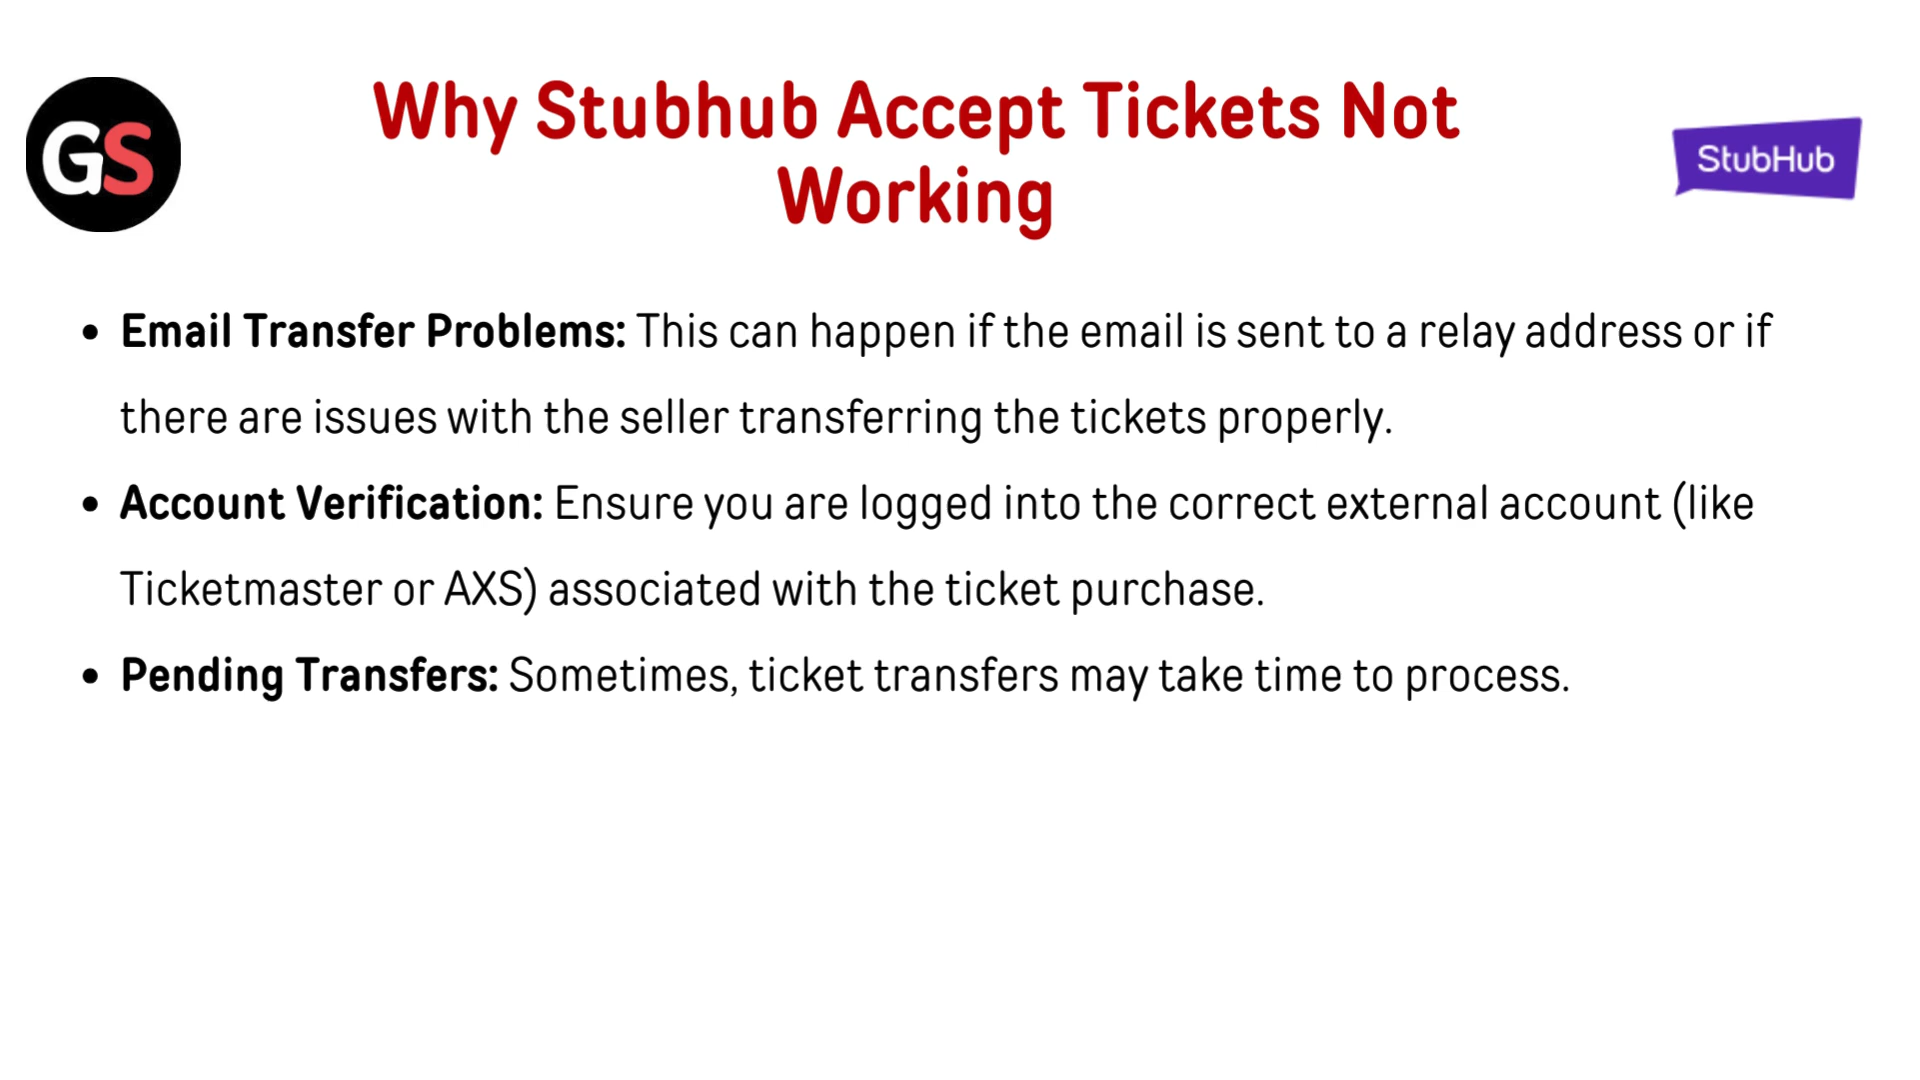 GS
Why Stubhub Accept Tickets Not
Working
StubHub
• Email Transfer Problems: This can happen if the email is sent to a relay address or if
there are issues with the seller transferring the tickets properly.
• Account Verification: Ensure you are logged into the correct external account (like
Ticketmaster or AXS) associated with the ticket purchase.
• Pending Transfers: Sometimes, ticket transfers may take time to process.